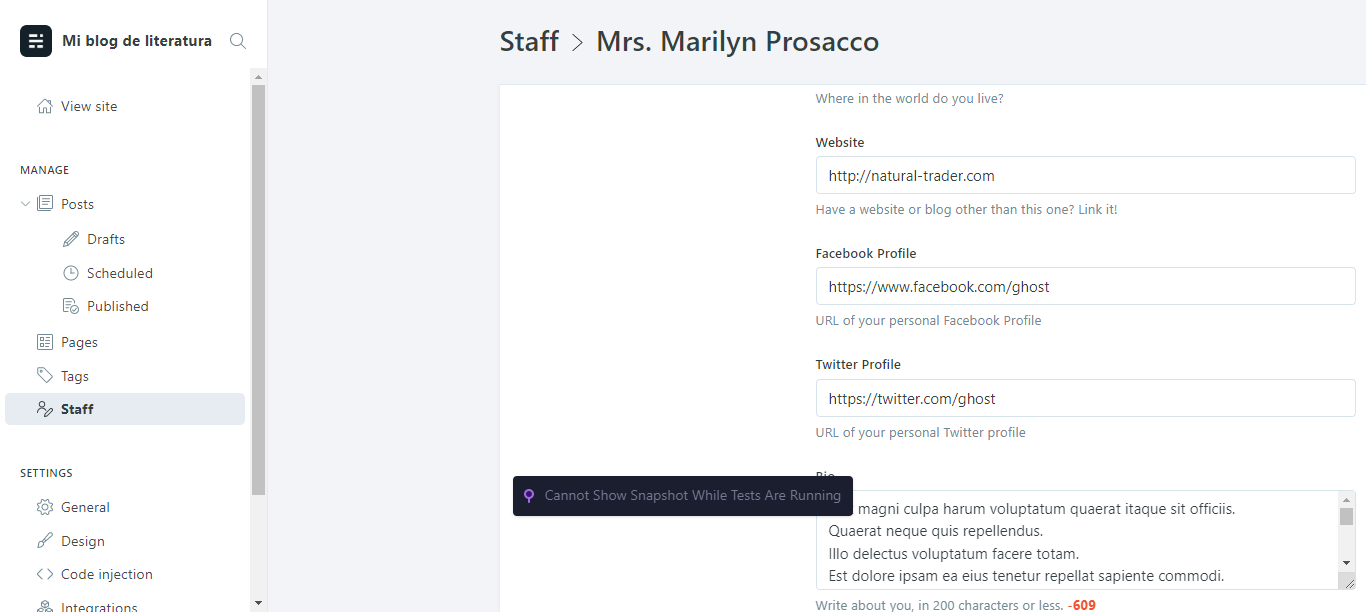 Mi blog de literatura
View site
MANAGE
Posts
Drafts
Scheduled
Published
Pages
Tags
Staff
SETTINGS
General
Design
Code injection
Integrations
Staff > Mrs. Marilyn Prosacco
Where in the world do you live?
Website
http://natural-trader.com
Have a website or blog other than this one? Link it!
Facebook Profile
https://www.facebook.com/ghost
URL of your personal Facebook Profile
Twitter Profile
https://twitter.com/ghost
URL of your personal Twitter profile
Bio
Cannot Show Snapshot While Tests Are Running
magni culpa harum voluptatum quaerat itaque sit officiis.
Quaerat neque quis repellendus.
Illo delectus voluptatum facere totam.
Est dolore ipsam ea eius tenetur repellat sapiente commodi.
Write about you, in 200 characters or less. -609